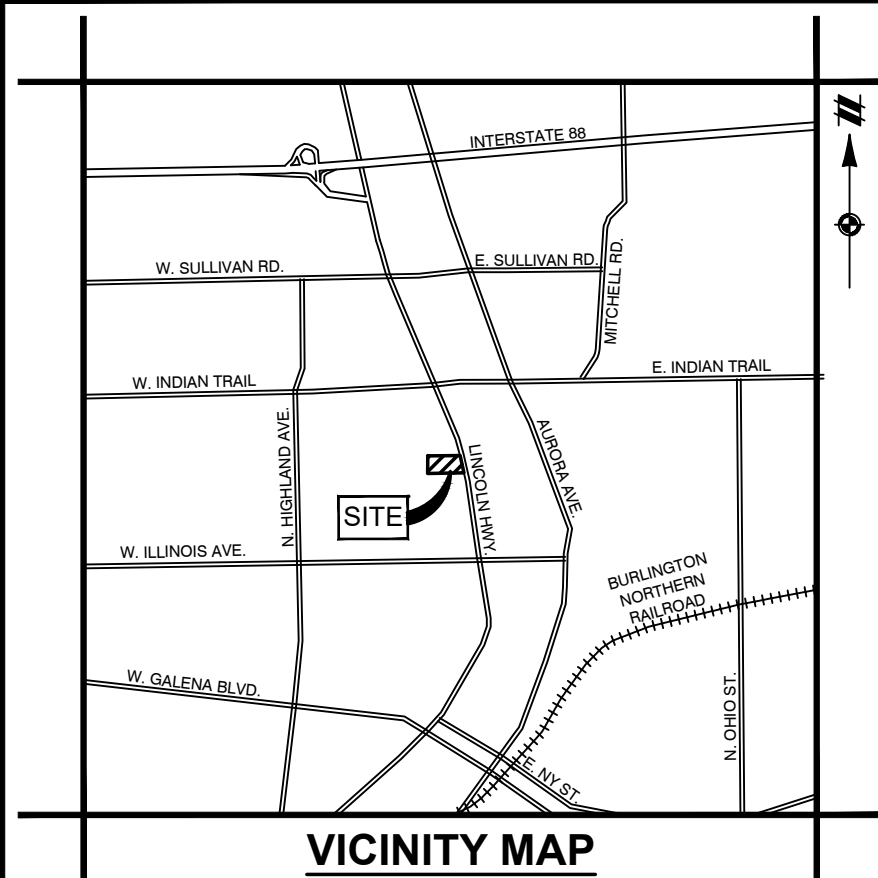 INTERSTATE 88
W. SULLIVAN RD.
E. SULLIVAN RD.
MITCHELL RD.
W. INDIAN TRAIL
E. INDIAN TRAIL
N. HIGHLAND AVE.
LINCOLN HWY.
AURORA AVE.
SITE
W. ILLINOIS AVE.
BURLINGTON
NORTHERN
RAILROAD
W. GALENA BLVD.
N. OHIO ST.
E. NY ST.
VICINITY MAP